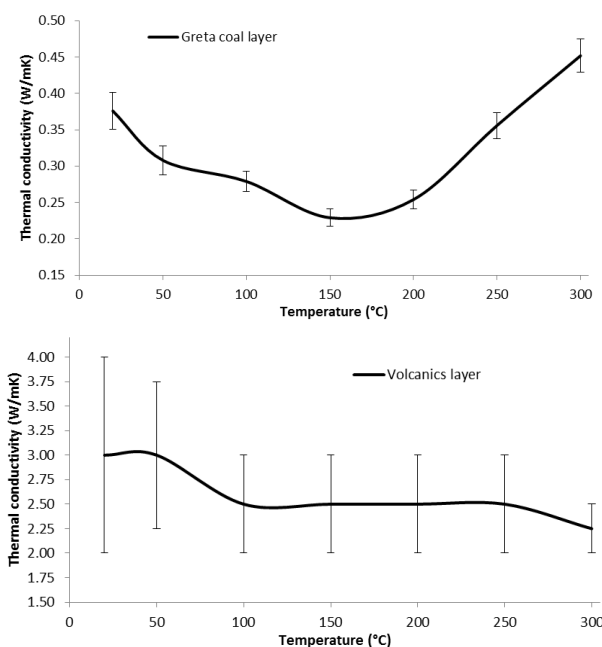 Thermal conductivity (W/mK)
0.50
0.45
0.40
0.35
0.30
0.25
0.20
0.15
Greta coal layer
0 50 100 150 200 250 300
Temperature (°C)
Thermal conductivity (W/mK)
4.00
3.75
3.50
3.25
3.00
2.75
2.50
2.25
2.00
1.75
1.50
Volcanics layer
0 50 100 150 200 250 300
Temperature (°C)